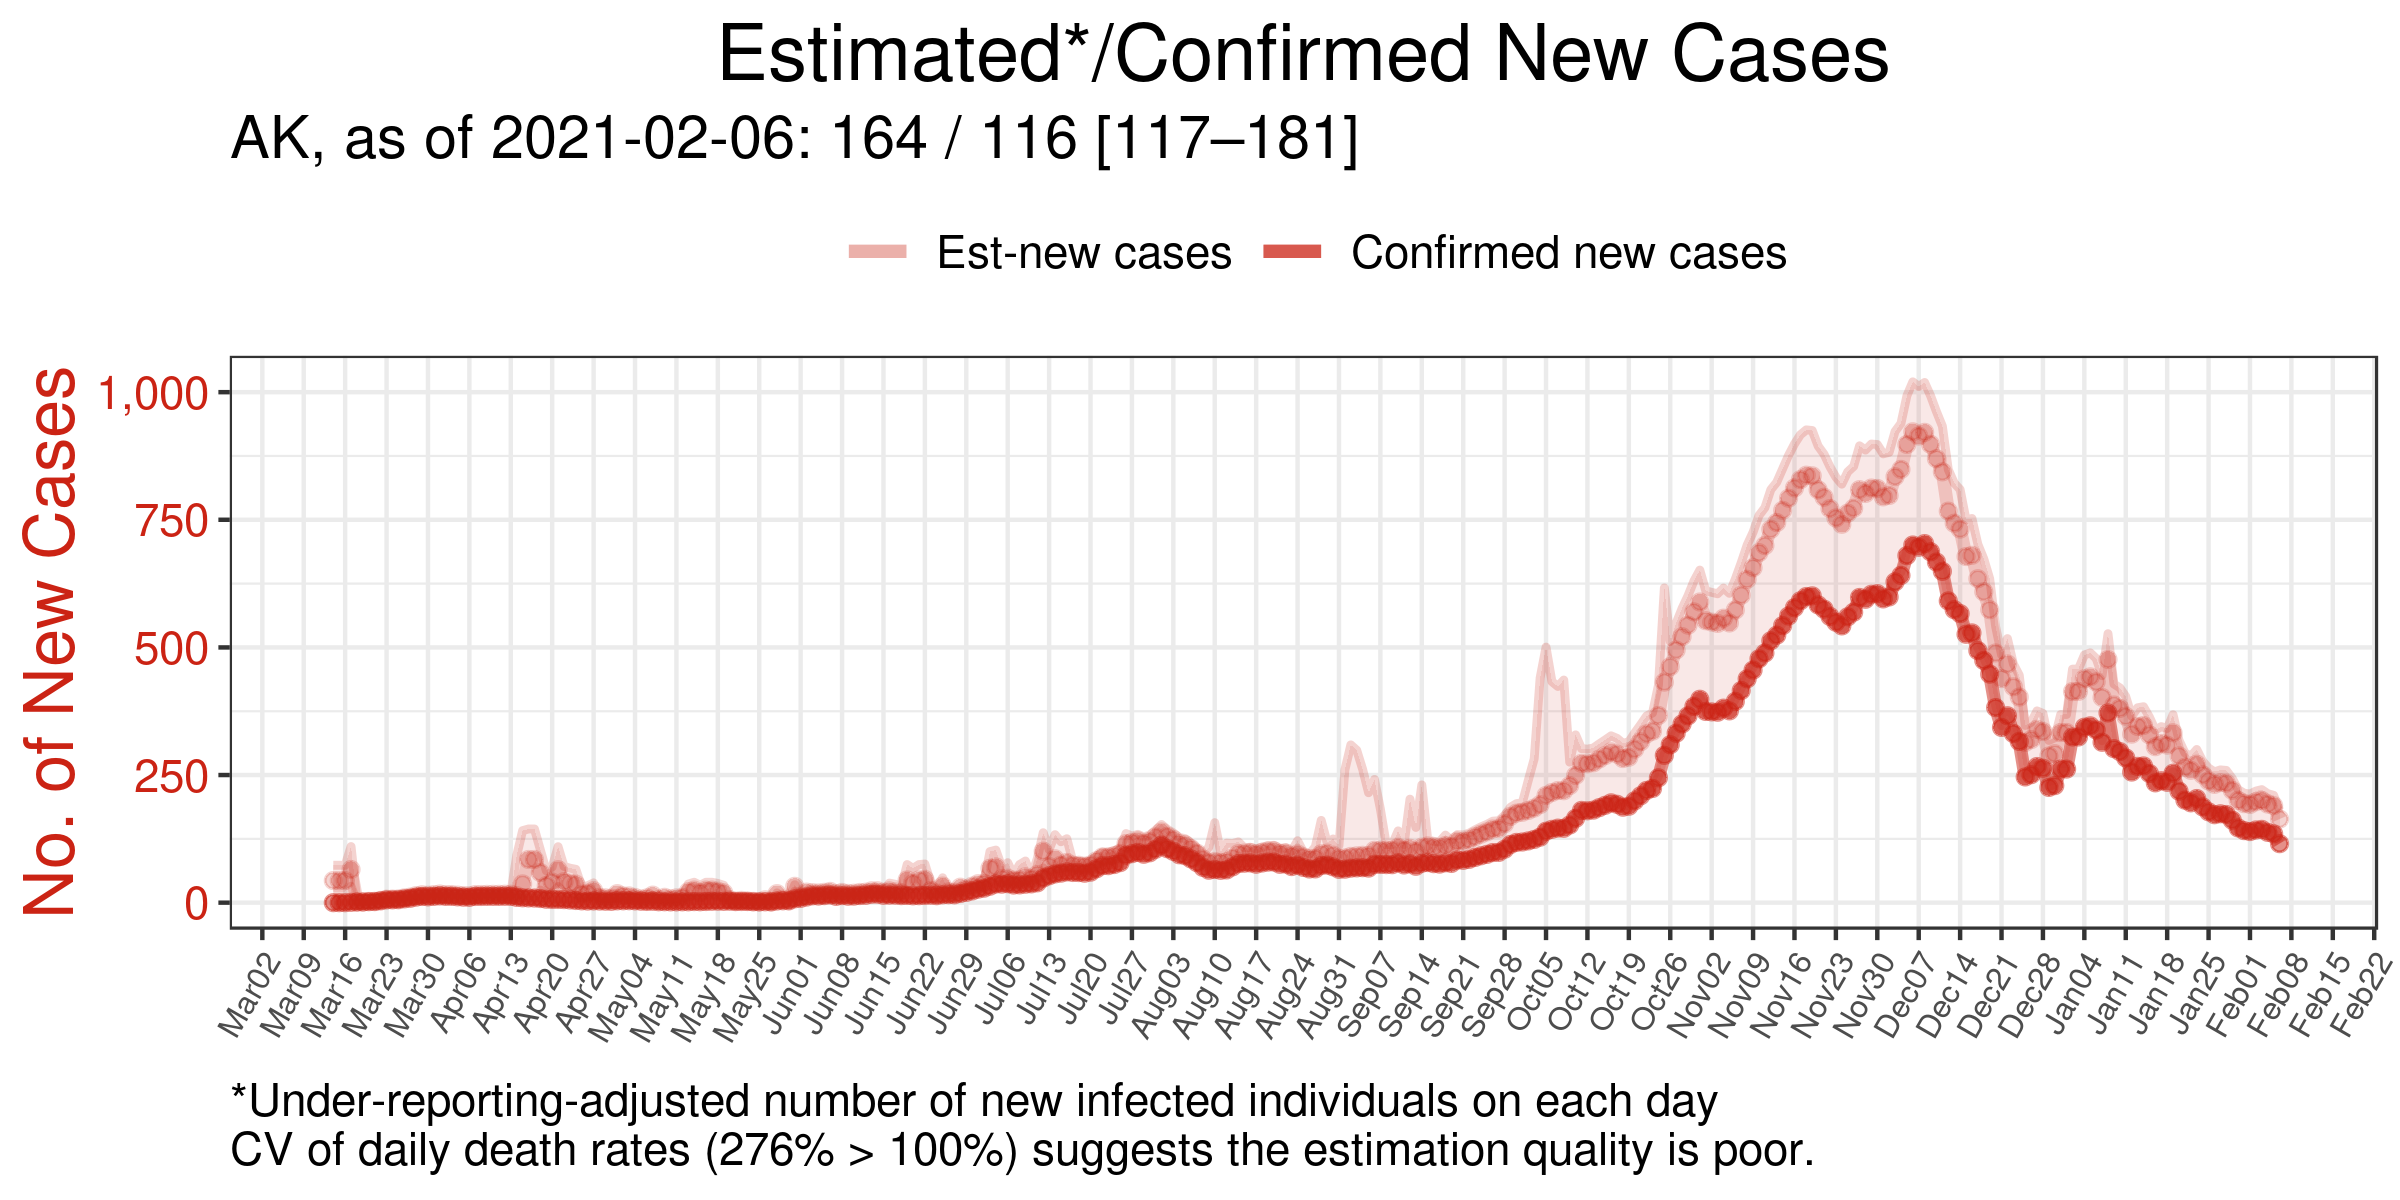 Estimated*/Confirmed New Cases
AK, as of 2021-02-06: 164 / 116 [117–181]
Est-new cases Confirmed new cases
No. of New Cases
1,000
750
500
250
0
Mar02 Mar09 Mar16 Mar23 Mar30 Apr06 Apr13 Apr20 Apr27 May04 May11 May18 May25 Jun01 Jun08 Jun15 Jun22 Jun29 Jul06 Jul13 Jul20 Jul27 Aug03 Aug10 Aug17 Aug24 Aug31 Sep07 Sep14 Sep21 Sep28 Oct05 Oct12 Oct19 Oct26 Nov02 Nov09 Nov16 Nov23 Nov30 Dec07 Dec14 Dec21 Dec28 Jan04 Jan11 Jan18 Jan25 Feb01 Feb08 Feb15 Feb22
*Under-reporting-adjusted number of new infected individuals on each day
CV of daily death rates (276% > 100%) suggests the estimation quality is poor.